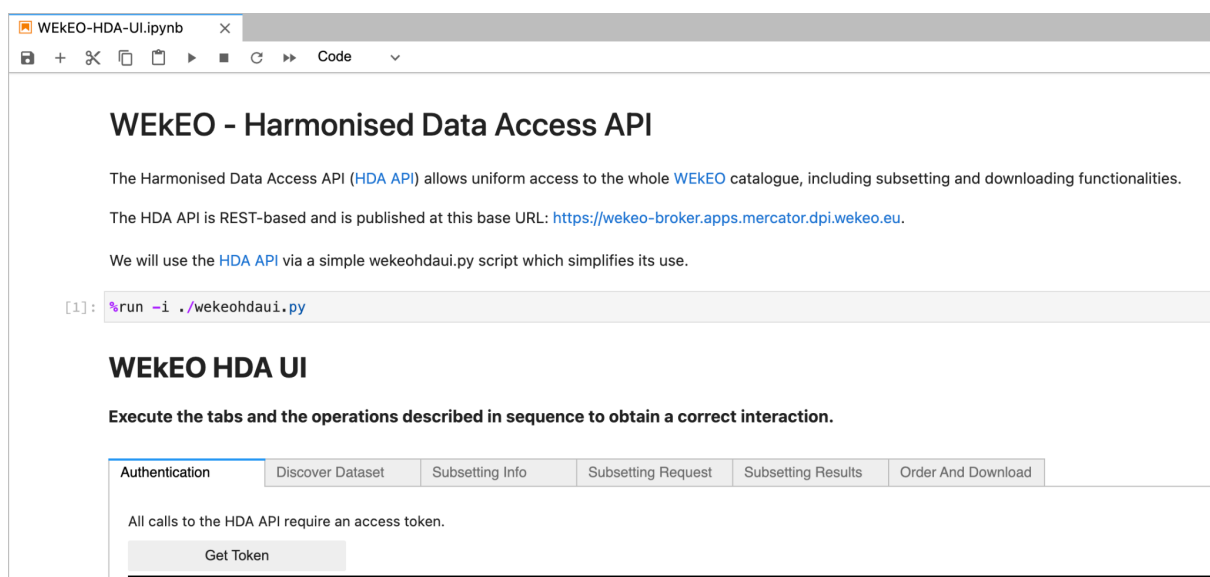 WEkEO-HDA-UI.ipynb
Code
WEkEO - Harmonised Data Access API
The Harmonised Data Access API (HDA API) allows uniform access to the whole WEkEO catalogue, including subsetting and downloading functionalities.
The HDA API is REST-based and is published at this base URL: https://wekeo-broker.apps.mercator.dpi.wekeo.eu.
We will use the HDA API via a simple wekeohdaui.py script which simplifies its use.
[1]: %run -i ./wekeohdaui.py
WEkEO HDA UI
Execute the tabs and the operations described in sequence to obtain a correct interaction.
Authentication Discover Dataset Subsetting Info Subsetting Request Subsetting Results Order And Download
All calls to the HDA API require an access token.
Get Token